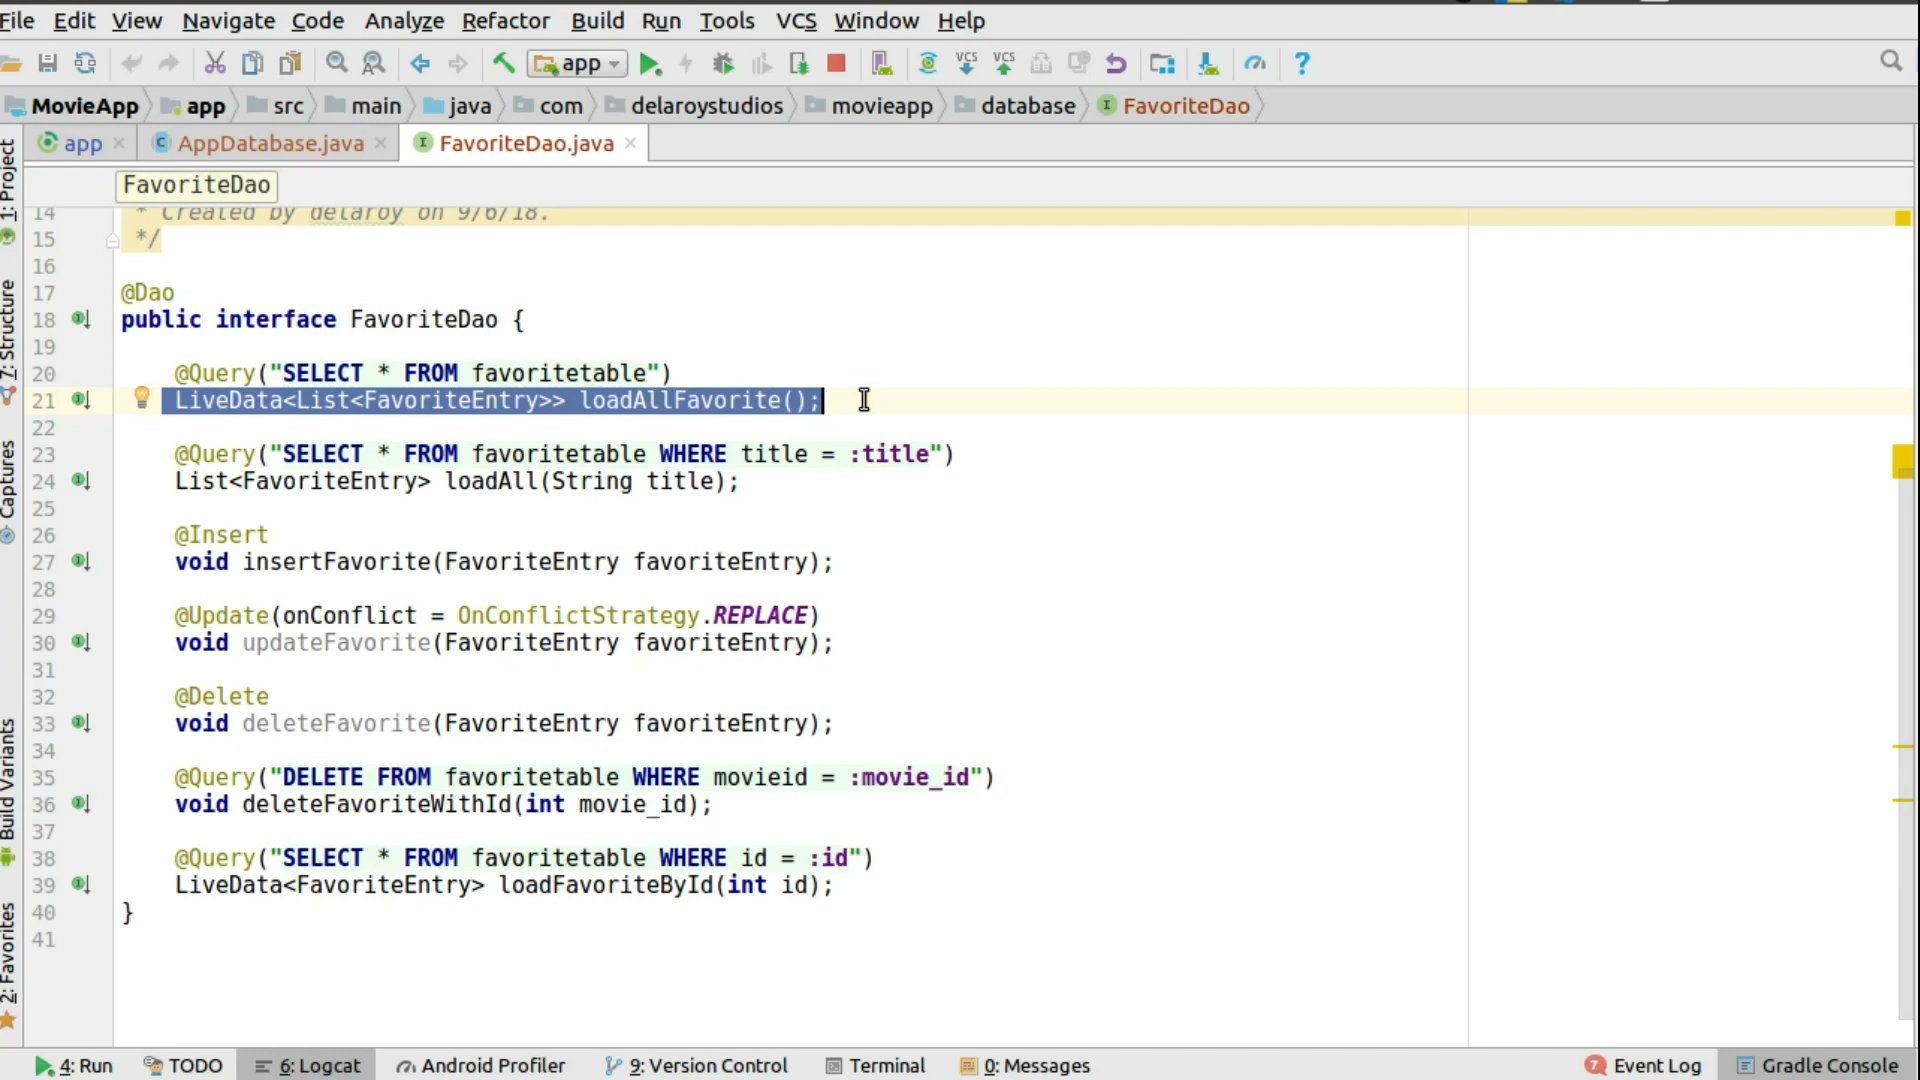 File Edit View Navigate Code Analyze Refactor Build Run Tools VCS Window Help
app VCS VCS ?
MovieApp app src main java com delaroystudios movieapp database FavoriteDao
app AppDatabase.java FavoriteDao.java
FavoriteDao
14 * Created by delaroy on 9/6/18.
15 */
16
17 @Dao
18 public interface FavoriteDao {
19
20 @Query("SELECT * FROM favoritetable")
21 LiveData<List<FavoriteEntry>> loadAllFavorite();
22
23 @Query("SELECT * FROM favoritetable WHERE title = :title")
24 List<FavoriteEntry> loadAll(String title);
25
26 @Insert
27 void insertFavorite(FavoriteEntry favoriteEntry);
28
29 @Update(onConflict = OnConflictStrategy.REPLACE)
30 void updateFavorite(FavoriteEntry favoriteEntry);
31
32 @Delete
33 void deleteFavorite(FavoriteEntry favoriteEntry);
34
35 @Query("DELETE FROM favoritetable WHERE movieid = :movie_id")
36 void deleteFavoriteWithId(int movie_id);
37
38 @Query("SELECT * FROM favoritetable WHERE id = :id")
39 LiveData<FavoriteEntry> loadFavoriteById(int id);
40 }
41
1: Project
7: Structure
Captures
Build Variants
2: Favorites
4: Run TODO 6: Logcat Android Profiler 9: Version Control Terminal 0: Messages 7 Event Log Gradle Console